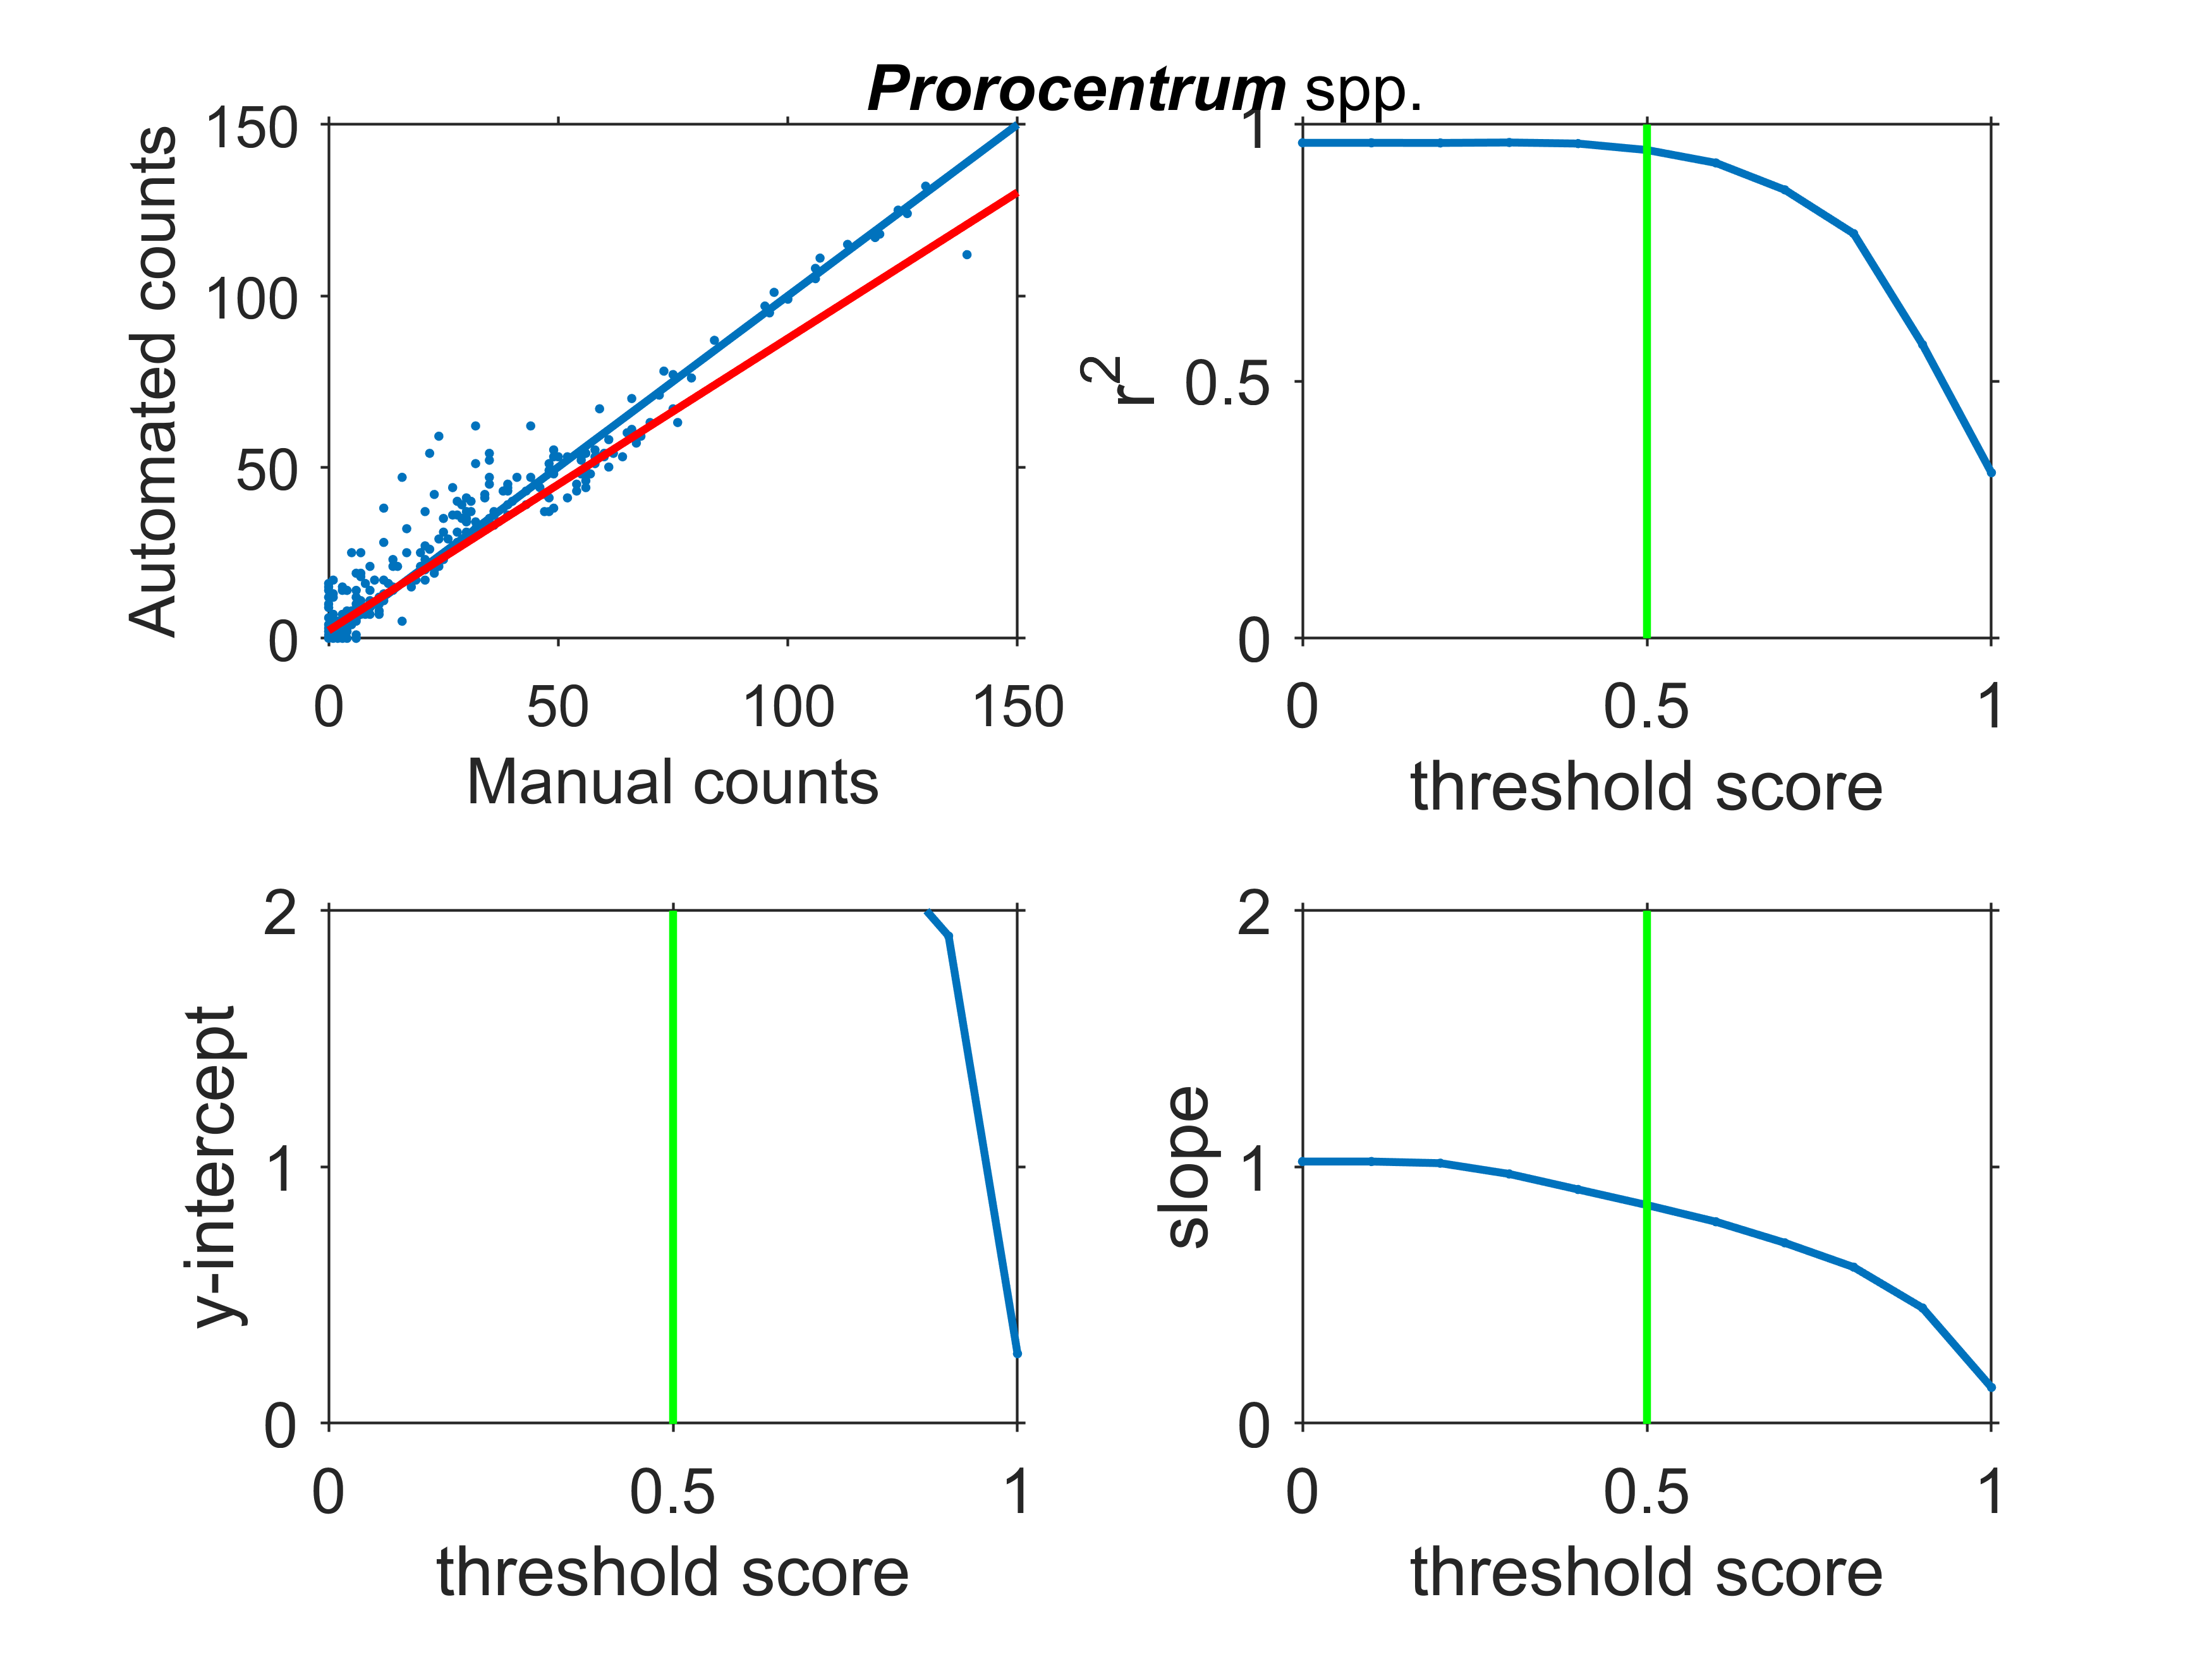 Prorocentrum spp.
Automated counts
150
100
50
0
0 50 100 150
Manual counts
r2
1
0.5
0
0 0.5 1
threshold score
y-intercept
2
1
0
0 0.5 1
threshold score
slope
2
1
0
0 0.5 1
threshold score